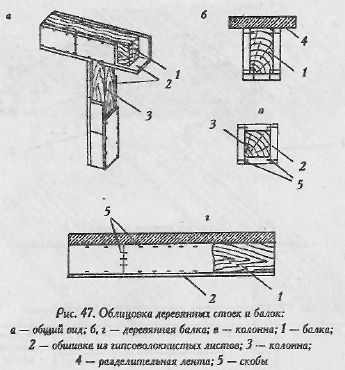 а
б
4
1
2
1
3
в
3
2
5
5
г
2
1
Рис. 47. Облицовка деревянных стоек и балок:
а — общий вид; б, г — деревянная балка; в — колонна; 1 — балка;
2 — обшивка из гипсоволокнистых листов; 3 — колонна;
4 — разделительная лента; 5 — скобы